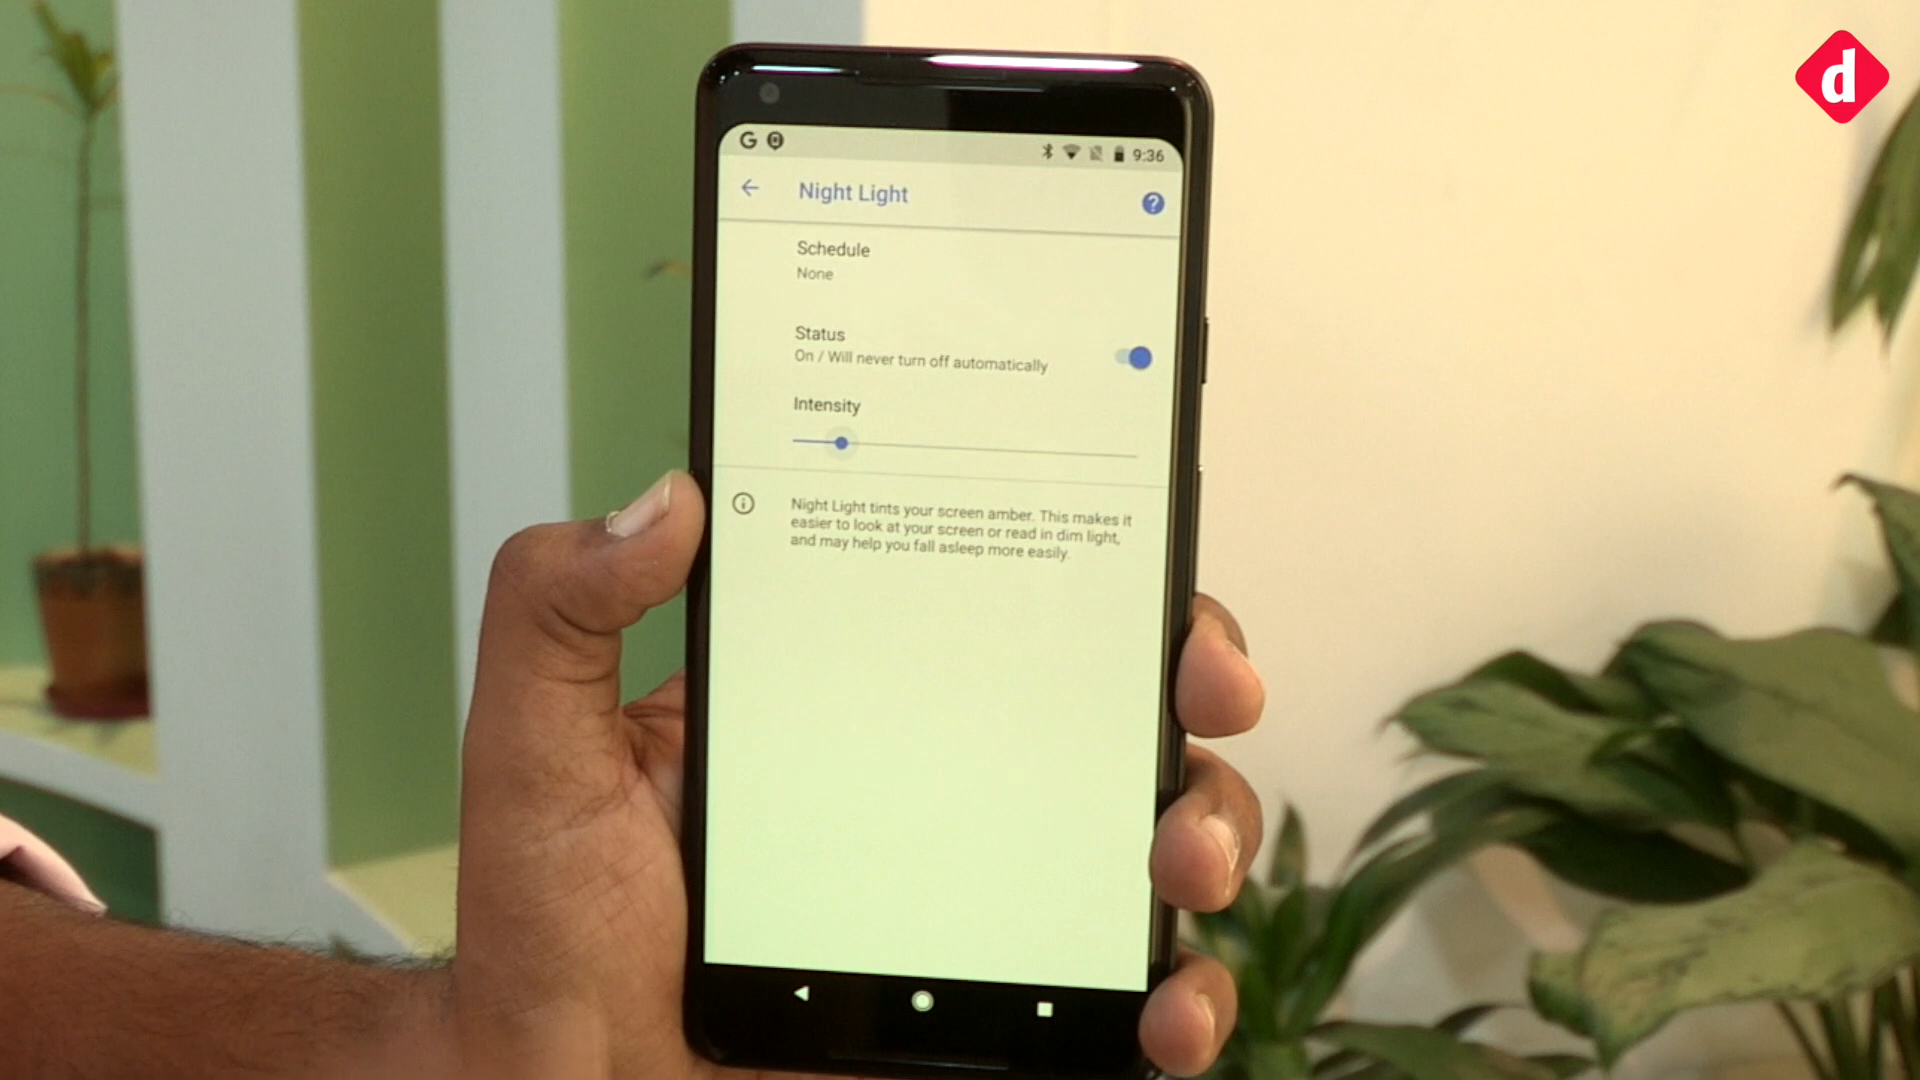 d
G
9:36
Night Light
?
Schedule
None
Status
On / Will never turn off automatically
Intensity
Night Light tints your screen amber. This makes it
easier to look at your screen or read in dim light,
and may help you fall asleep more easily.